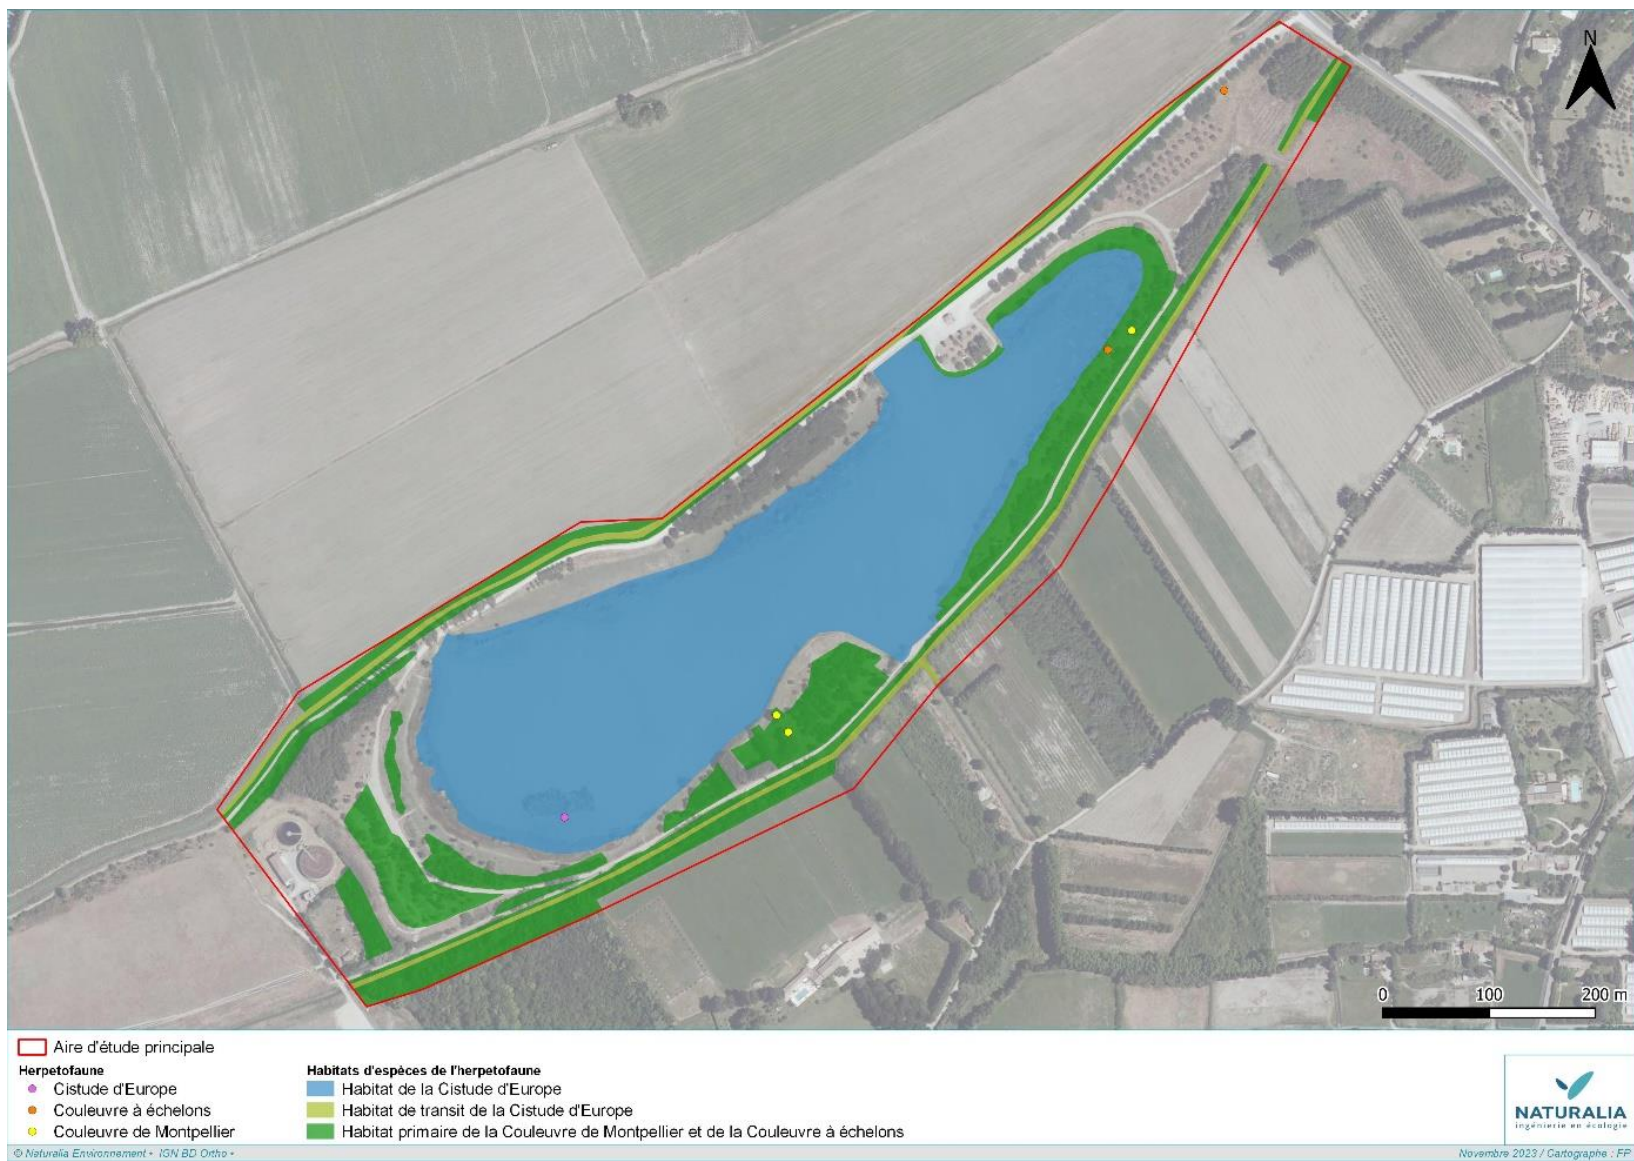 N
0 100 200 m
Aire d'étude principale
Herpetofaune
Cistude d'Europe
Couleuvre à échelons
Couleuvre de Montpellier
Habitats d'espèces de l'herpetofaune
Habitat de la Cistude d'Europe
Habitat de transit de la Cistude d'Europe
Habitat primaire de la Couleuvre de Montpellier et de la Couleuvre à échelons
NATURALIA
ingénierie en écologie
© Naturalia Environnement - IGN BD Ortho -
Novembre 2023 / Cartographe : FP